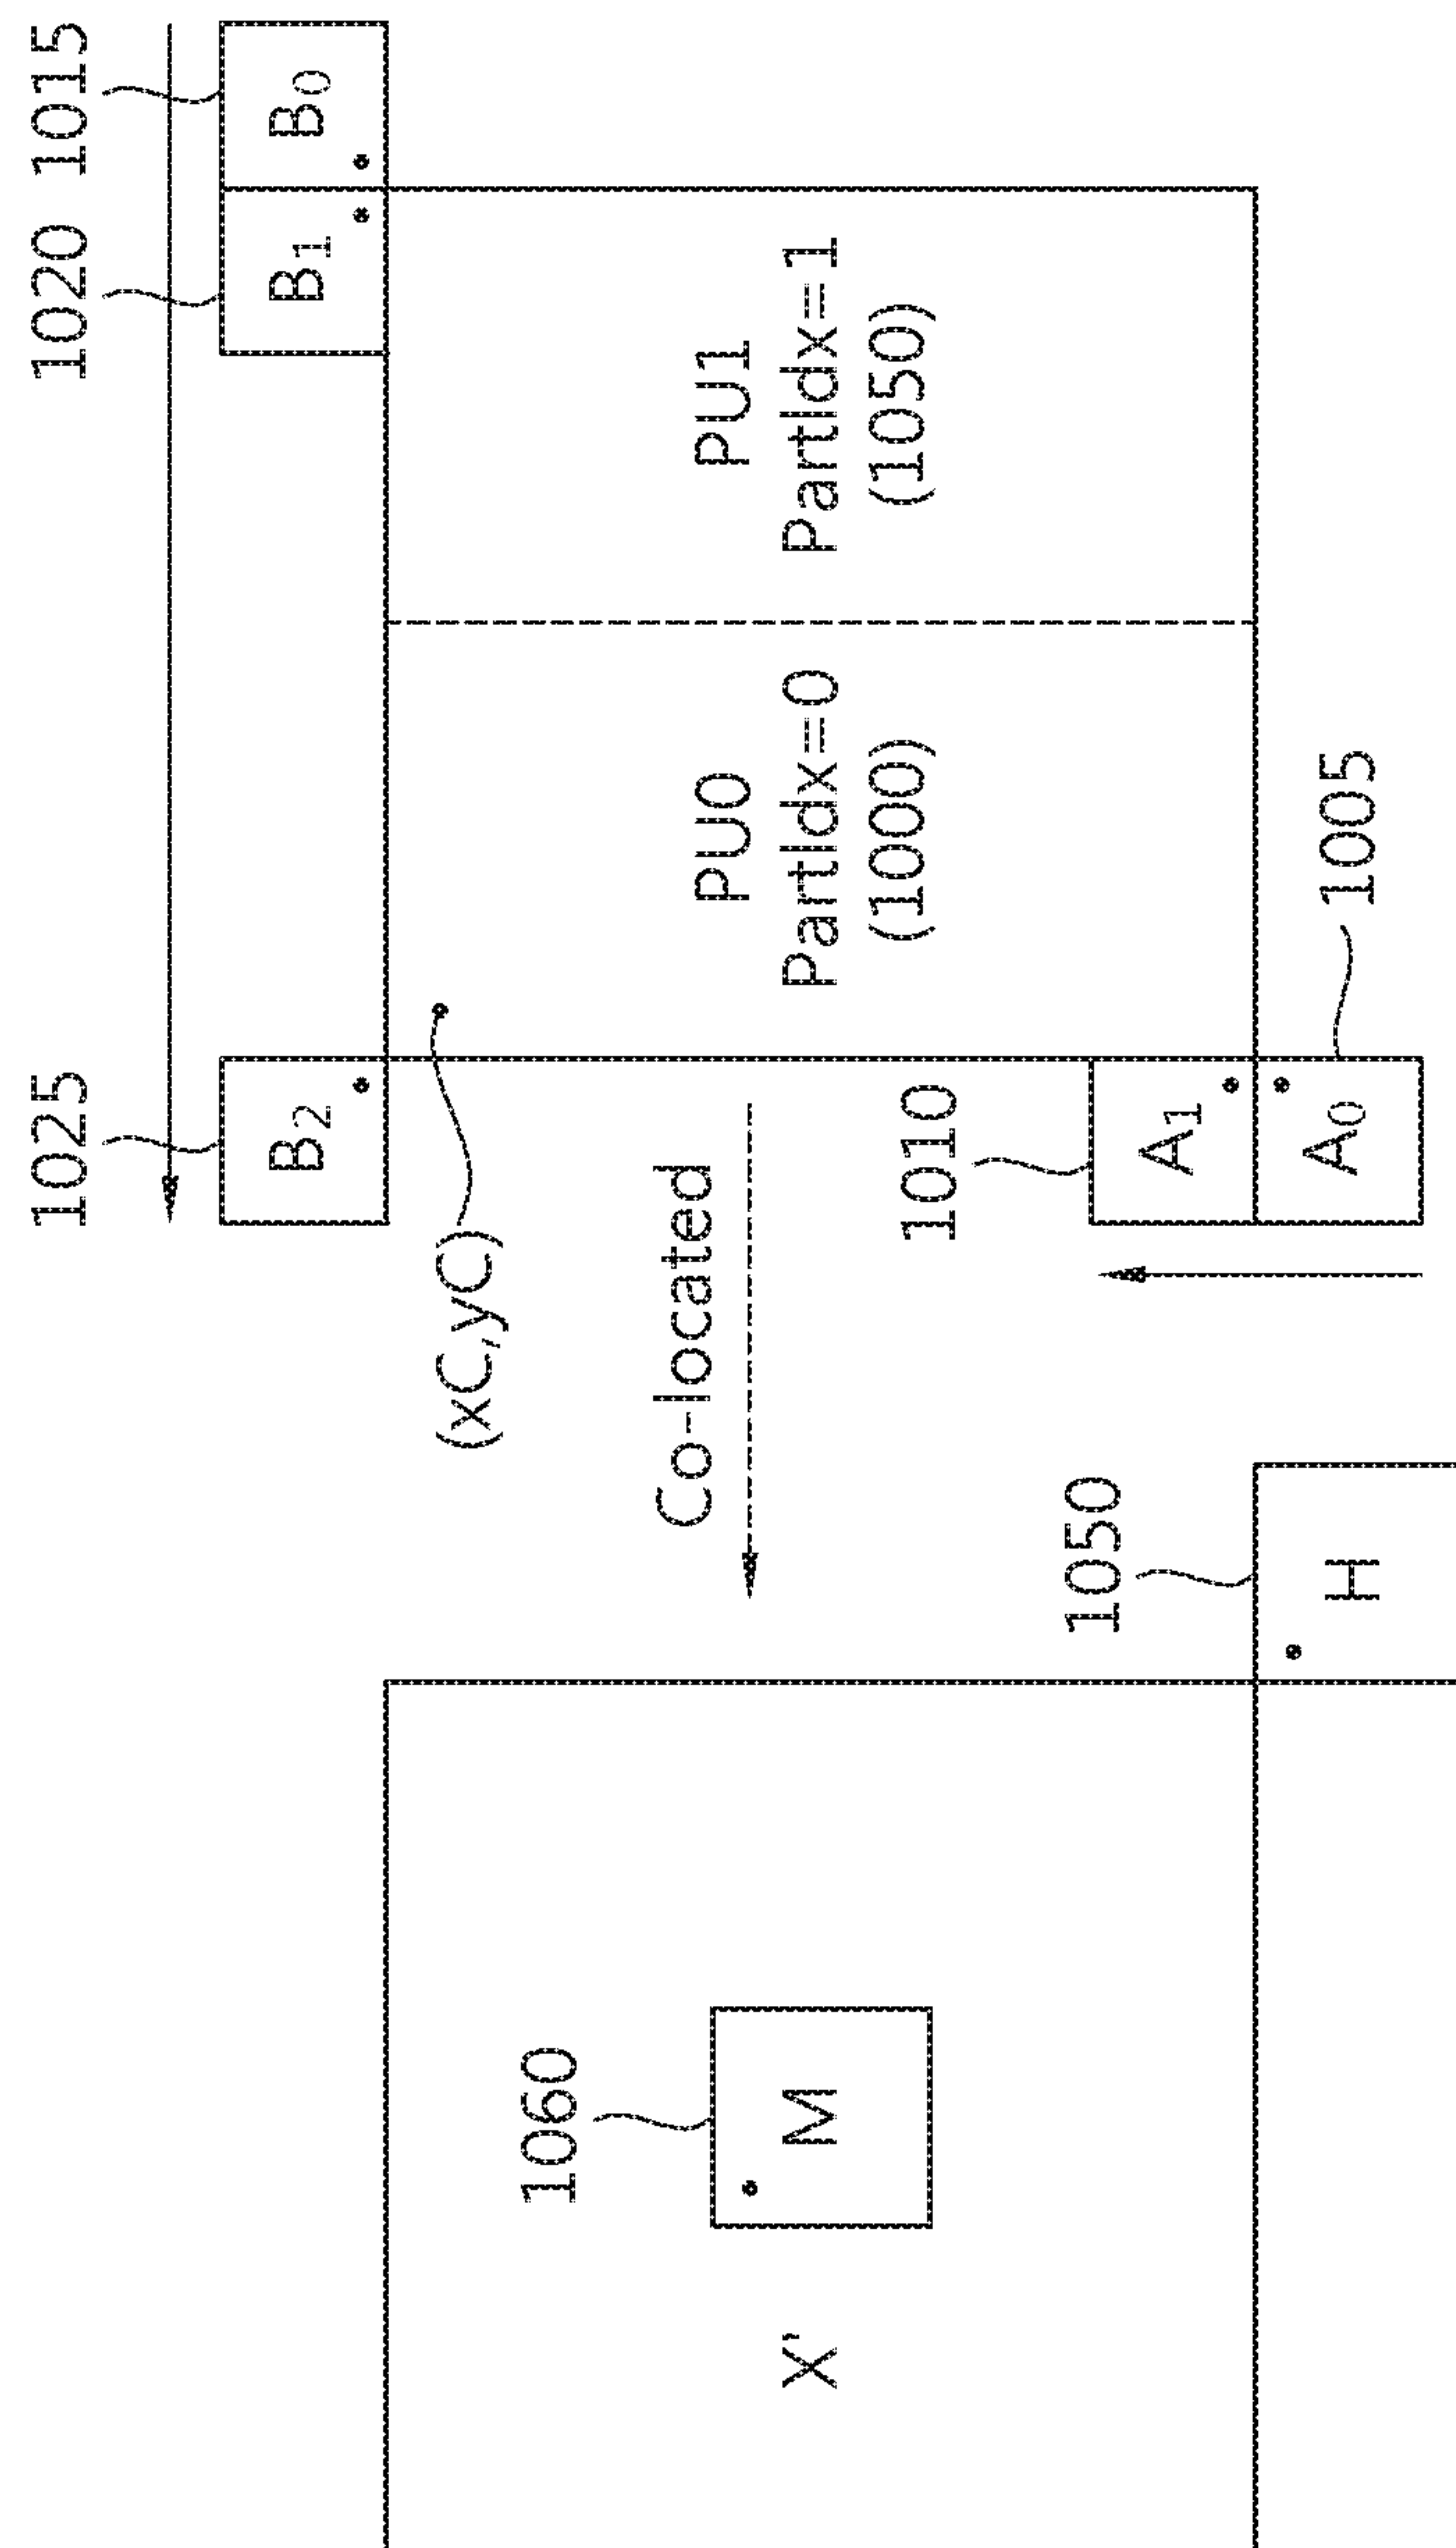 1025
1020
1015
B2
B1
B0
(xC,yC)
1060
Co-located
X'
M
PU0
PartIdx=0
(1000)
PU1
PartIdx=1
(1050)
1010
1050
A1
H
A0
1005